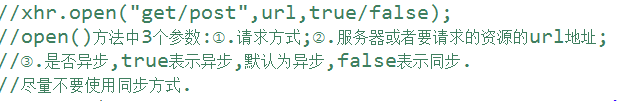 //xhr.open("get/post",url,true/false);
//open()方法中3个参数:①.请求方式;②.服务器或者要请求的资源的url地址;
//③.是否异步,true表示异步,默认为异步,false表示同步.
//尽量不要使用同步方式.